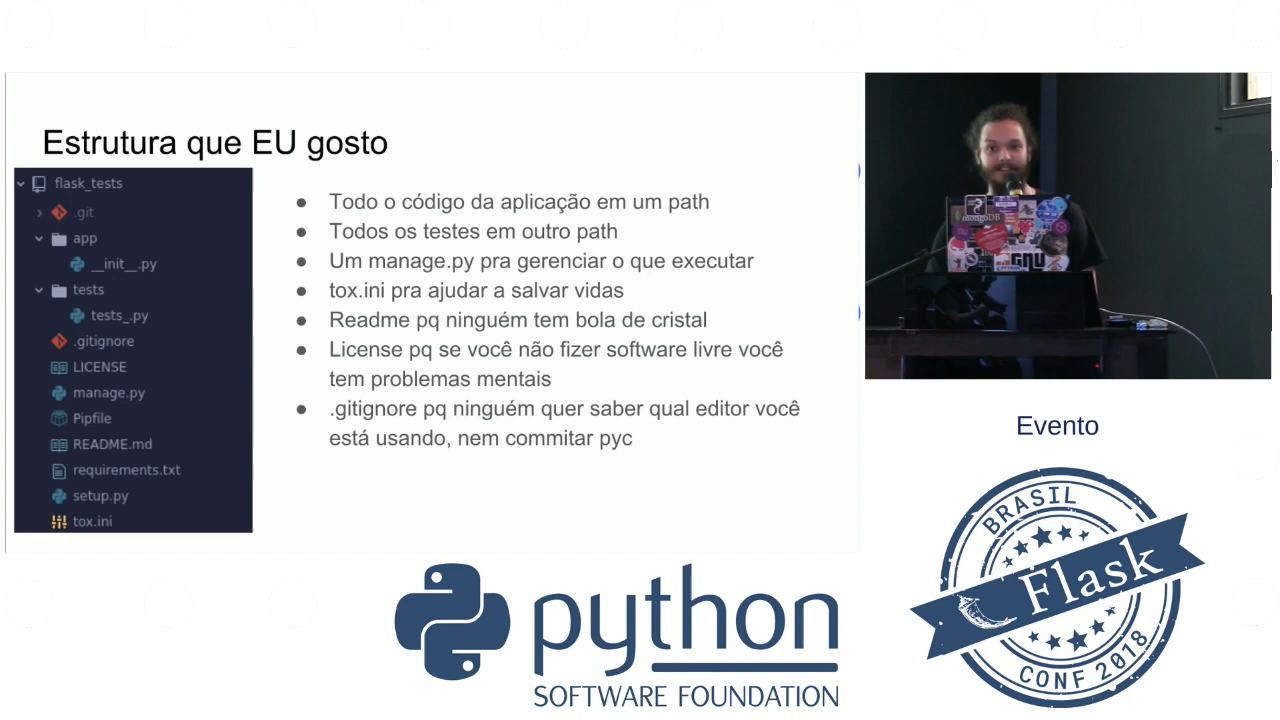 Estrutura que EU gosto
flask_tests
.git
app
__init__.py
tests
tests_.py
.gitignore
LICENSE
manage.py
Pipfile
README.md
requirements.txt
setup.py
tox.ini
● Todo o código da aplicação em um path
● Todos os testes em outro path
● Um manage.py pra gerenciar o que executar
● tox.ini pra ajudar a salvar vidas
● Readme pq ninguém tem bola de cristal
● License pq se você não fizer software livre você
tem problemas mentais
● .gitignore pq ninguém quer saber qual editor você
está usando, nem commitar pyc
mongoDB
GNU
Evento
BRASIL
Flask
CONF 2018
python
SOFTWARE FOUNDATION